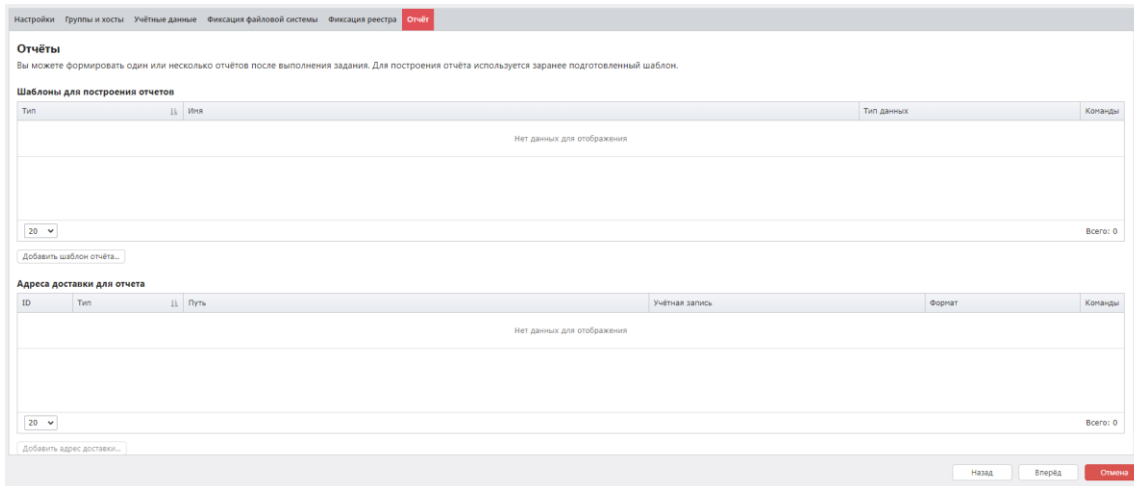 Настройки Группы и хосты Учётные данные Фиксация файловой системы Фиксация реестра Отчёт
Отчёты
Вы можете формировать один или несколько отчётов после выполнения задания. Для построения отчёта используется заранее подготовленный шаблон.
Шаблоны для построения отчетов
Тип Имя Тип данных Команды
Нет данных для отображения
20 Всего: 0
Добавить шаблон отчёта...
Адреса доставки для отчета
ID Тип Путь Учётная запись Формат Команды
Нет данных для отображения
20 Всего: 0
Добавить адрес доставки...
Назад Вперёд Отмена